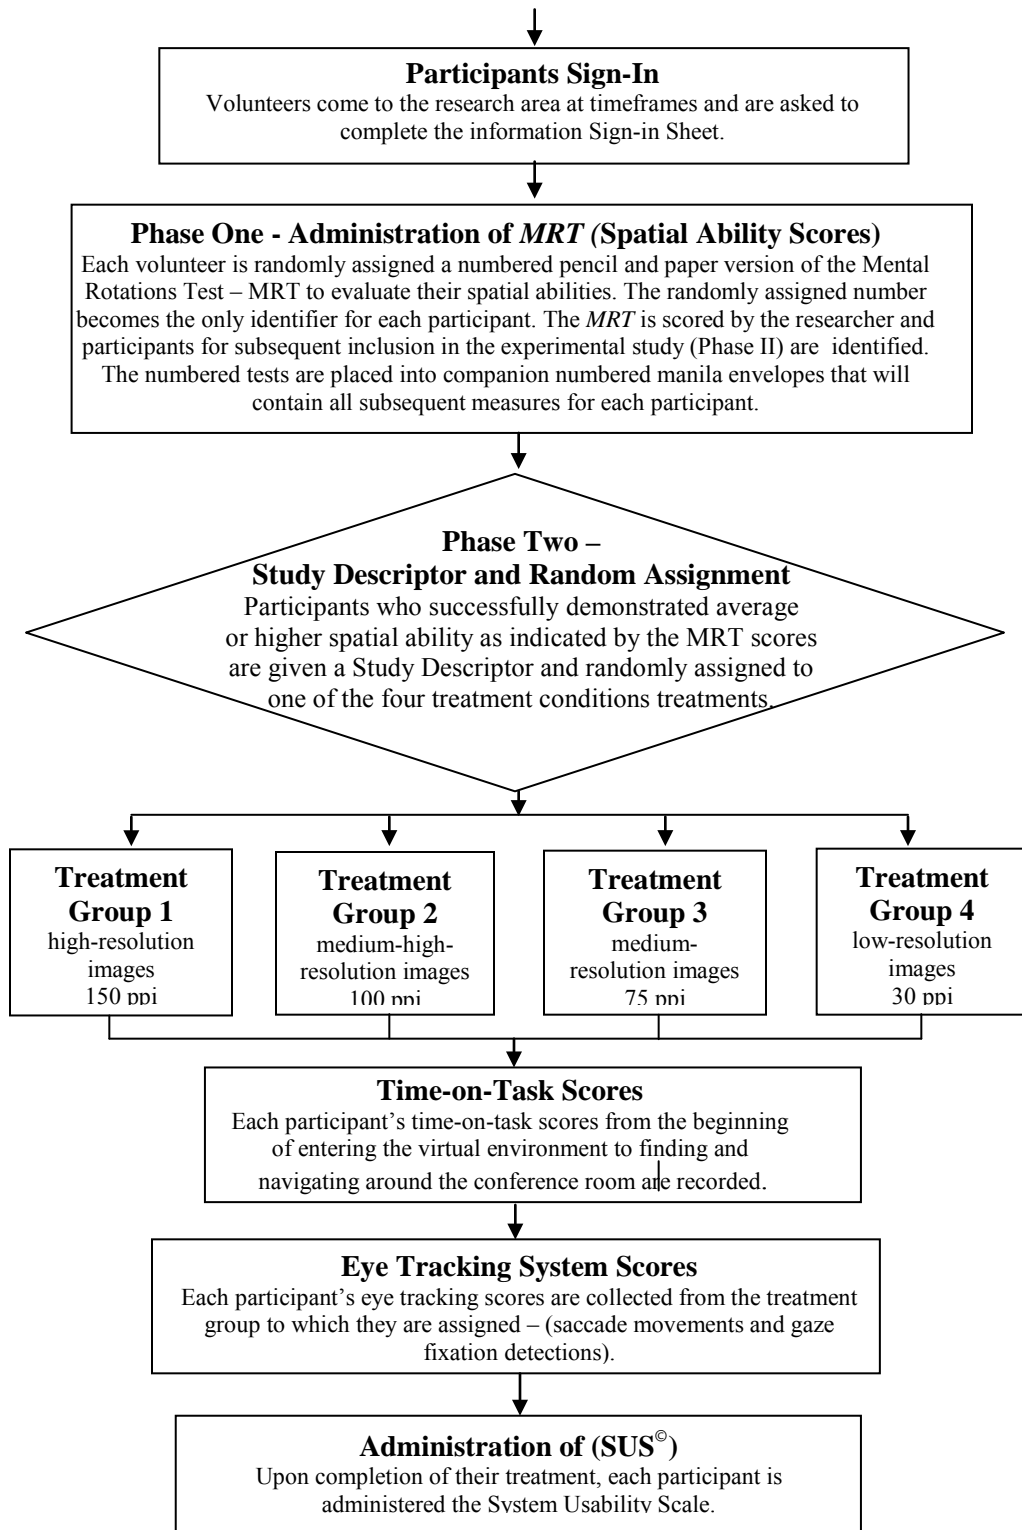 Participants Sign-In
Volunteers come to the research area at timeframes and are asked to
complete the information Sign-in Sheet.
Phase One - Administration of MRT (Spatial Ability Scores)
Each volunteer is randomly assigned a numbered pencil and paper version of the Mental
Rotations Test – MRT to evaluate their spatial abilities. The randomly assigned number
becomes the only identifier for each participant. The MRT is scored by the researcher and
participants for subsequent inclusion in the experimental study (Phase II) are identified.
The numbered tests are placed into companion numbered manila envelopes that will
contain all subsequent measures for each participant.
Phase Two –
Study Descriptor and Random Assignment
Participants who successfully demonstrated average
or higher spatial ability as indicated by the MRT scores
are given a Study Descriptor and randomly assigned to
one of the four treatment conditions treatments.
Treatment
Group 1
high-resolution
images
150 ppi
Treatment
Group 2
medium-high-
resolution images
100 ppi
Treatment
Group 3
medium-
resolution images
75 ppi
Treatment
Group 4
low-resolution
images
30 ppi
Time-on-Task Scores
Each participant’s time-on-task scores from the beginning
of entering the virtual environment to finding and
navigating around the conference room are recorded.
Eye Tracking System Scores
Each participant’s eye tracking scores are collected from the treatment
group to which they are assigned – (saccade movements and gaze
fixation detections).
Administration of (SUS©)
Upon completion of their treatment, each participant is
administered the System Usability Scale.